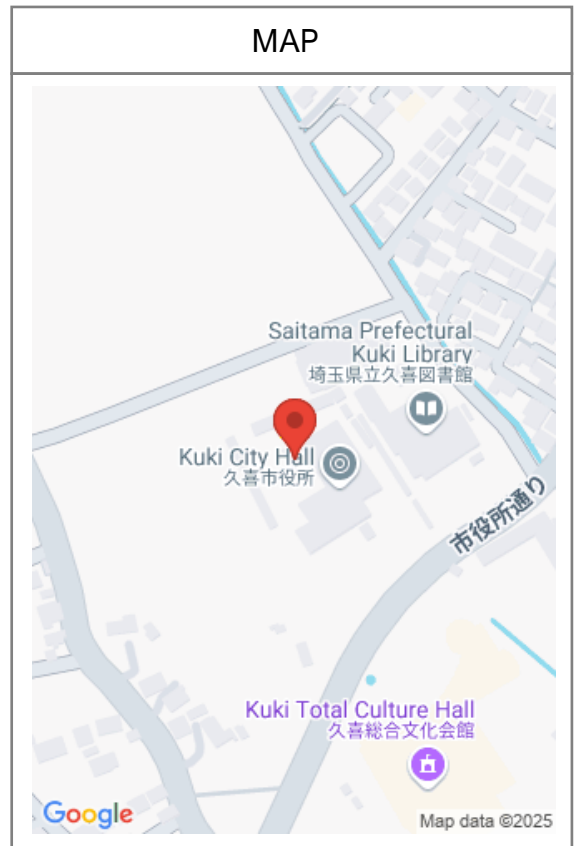 MAP
Saitama Prefectural
Kuki Library
埼玉県立久喜図書館
Kuki City Hall
久喜市役所
市役所通り
Kuki Total Culture Hall
久喜総合文化会館
Google
Map data ©2025